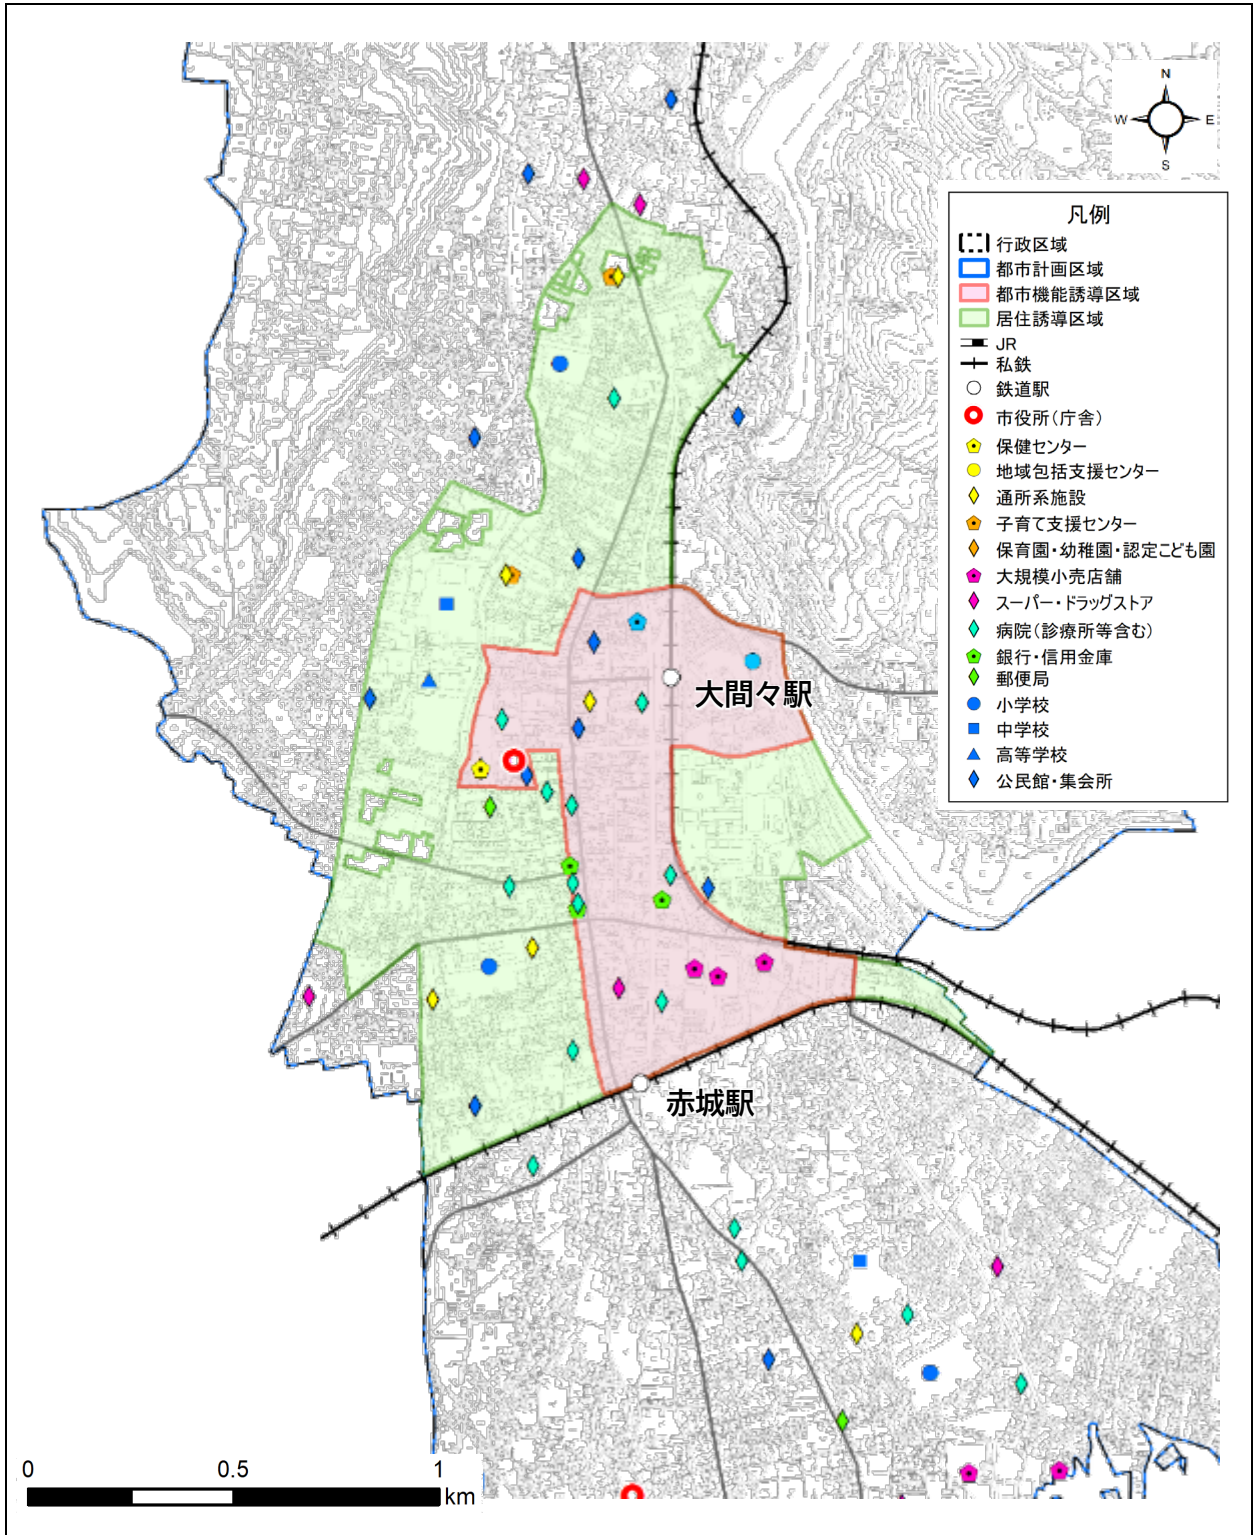 N
W
E
S
凡例
行政区域
都市計画区域
都市機能誘導区域
居住誘導区域
JR
私鉄
鉄道駅
市役所(庁舎)
保健センター
地域包括支援センター
通所系施設
子育て支援センター
保育園・幼稚園・認定こども園
大規模小売店舗
スーパー・ドラッグストア
病院(診療所等含む)
銀行・信用金庫
郵便局
小学校
中学校
高等学校
公民館・集会所
大間々駅
赤城駅
0 0.5 1
km